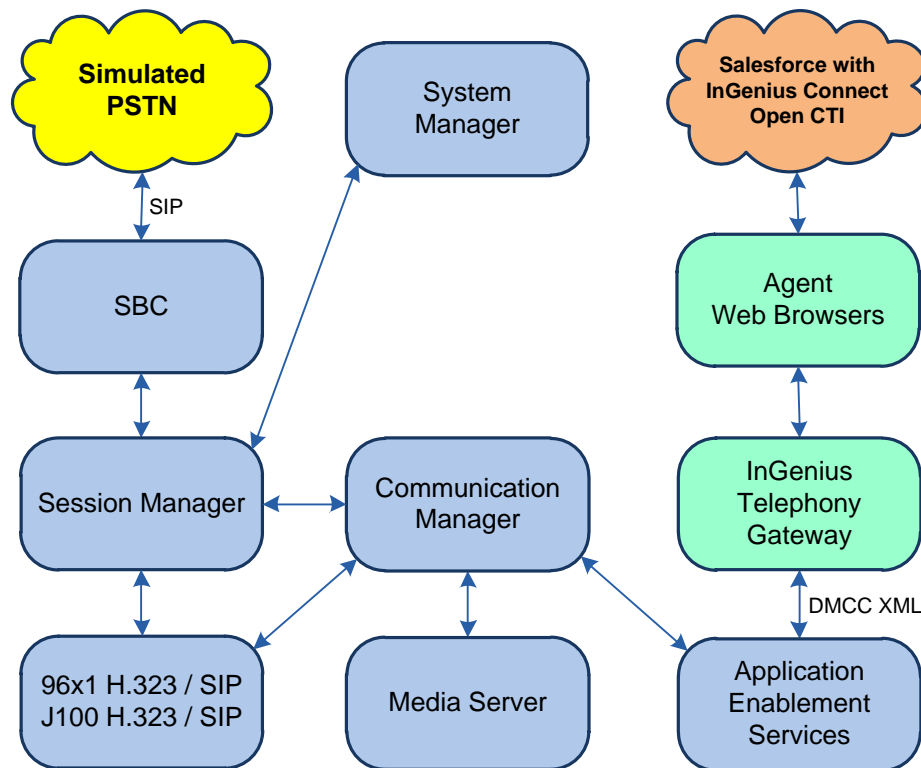 Simulated
PSTN
System
Manager
Salesforce with
InGenius Connect
Open CTI
SIP
SBC
Agent
Web Browsers
Session Manager
Communication
Manager
InGenius
Telephony
Gateway
DMCC XML
96x1 H.323 / SIP
J100 H.323 / SIP
Media Server
Application
Enablement
Services